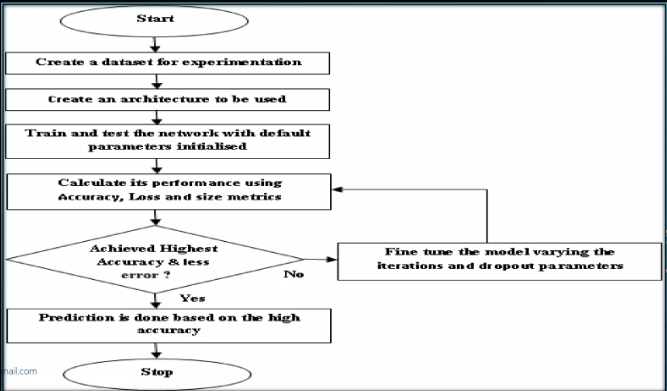 Start
Create a dataset for experimentation
Create an architecture to be used
Train and test the network with default
parameters initialised
Calculate its performance using
Accuracy, Loss and size metrics
Achieved Highest
Accuracy & less
error ?
No
Fine tune the model varying the
iterations and dropout parameters
Yes
Prediction is done based on the high
accuracy
Stop
mail.com